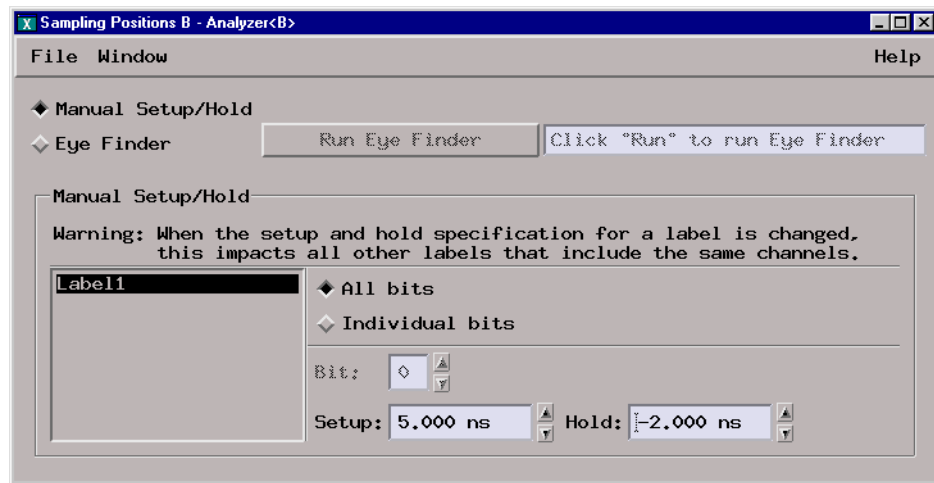 Sampling Positions B - Analyzer<B>
File Window Help
Manual Setup/Hold
Eye Finder Run Eye Finder Click "Run" to run Eye Finder
Manual Setup/Hold
Warning: When the setup and hold specification for a label is changed,
this impacts all other labels that include the same channels.
Label1
All bits
Individual bits
Bit: 0
Setup: 5.000 ns Hold: -2.000 ns